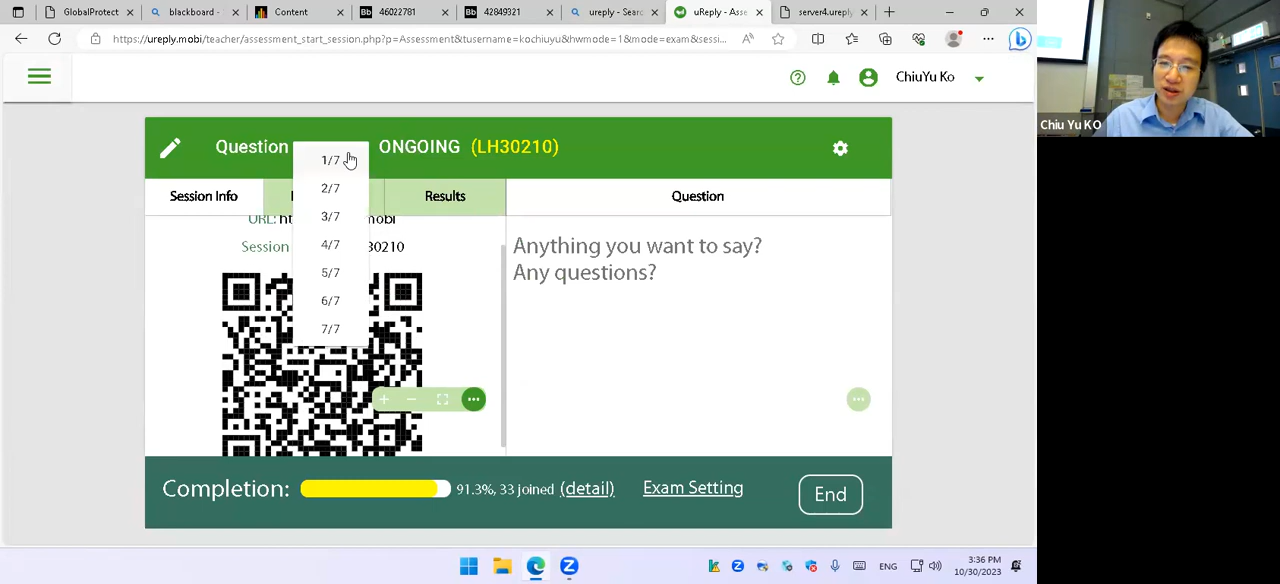 GlobalProtect
blackboard -
Content
46022781
42849321
ureply - Sear
uReply - Asse
server4.ureply.
https://ureply.mobi/teacher/assessment_start_session.php?p=Assessment&tusername=kochiuyu&hwmode=1&mode=exam&sessi...
ChiuYu Ko
Chiu Yu KO
Question
ONGOING (LH30210)
1/7
2/7
3/7
4/7
5/7
6/7
7/7
Session Info
Results
Question
URL: ht
mobi
Session
30210
Anything you want to say?
Any questions?
Completion:
91.3%, 33 joined (detail)
Exam Setting
End
ENG
3:36 PM
10/30/2023